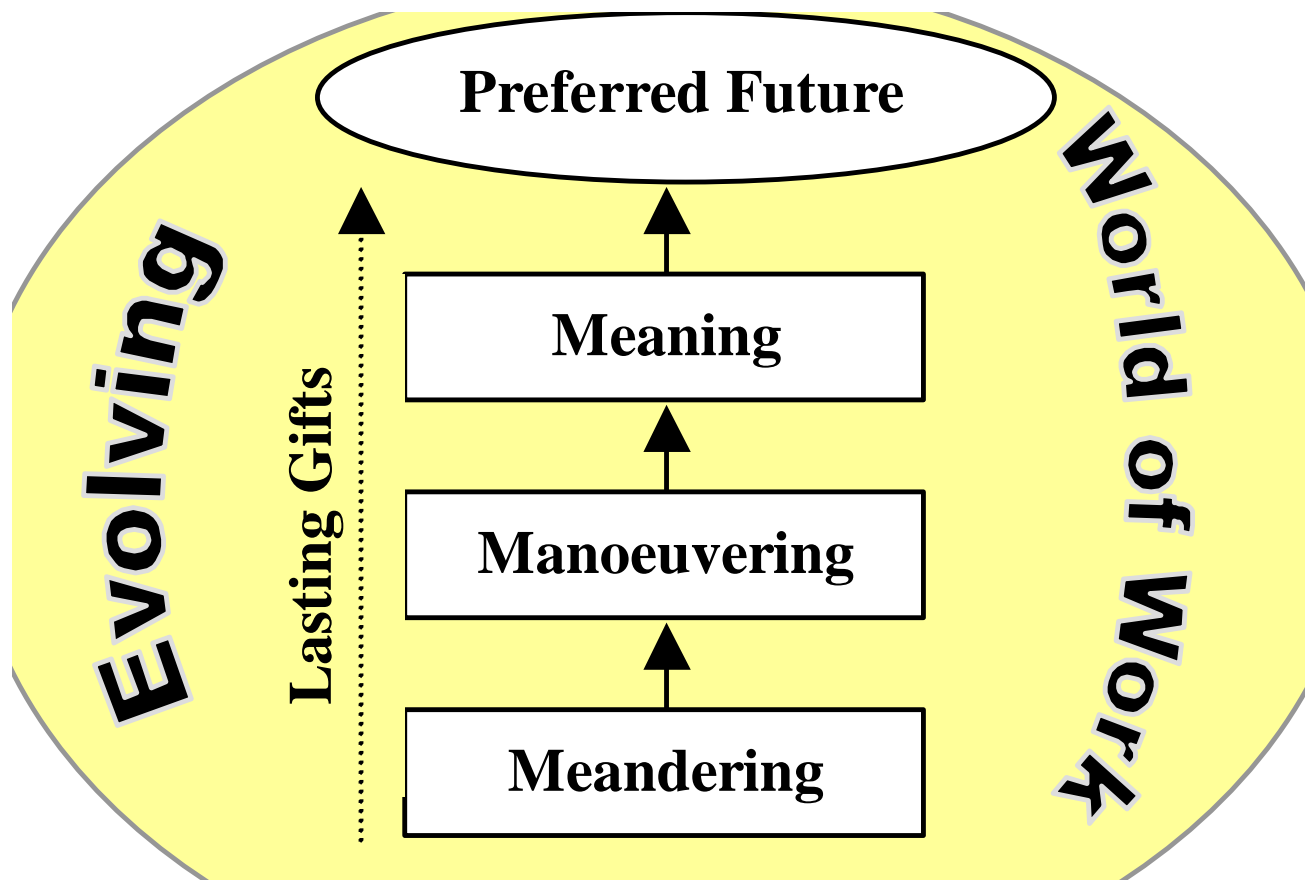 Preferred Future
Evolving
World of Work
Lasting Gifts
Meaning
Manoeuvering
Meandering